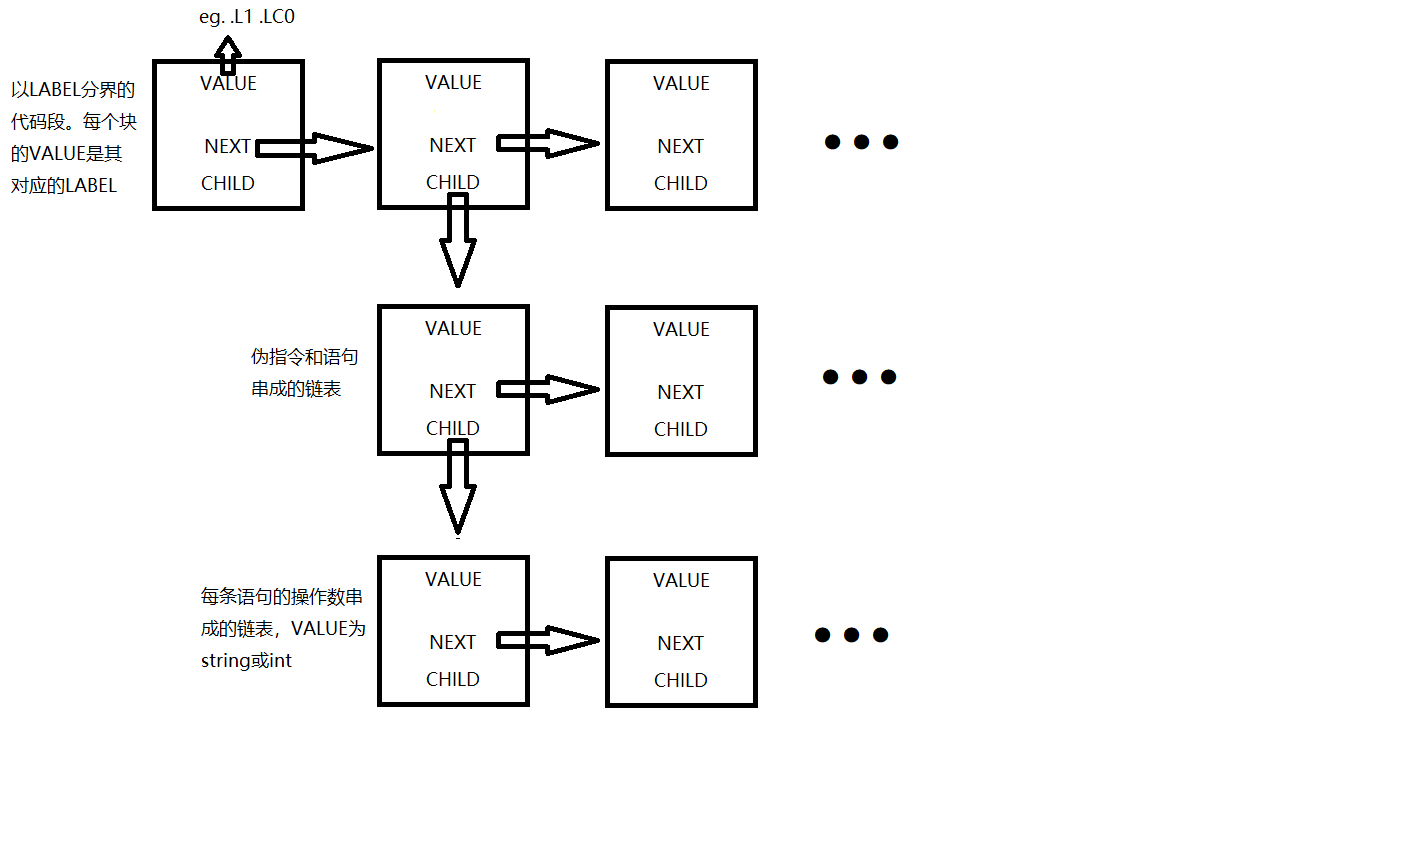 eg. .L1 .LC0
以LABEL分界的
代码段。每个块
的VALUE是其
对应的LABEL
VALUE
NEXT
CHILD
VALUE
NEXT
CHILD
VALUE
NEXT
CHILD
伪指令和语句
串成的链表
VALUE
NEXT
CHILD
VALUE
NEXT
CHILD
每条语句的操作数串
成的链表，VALUE为
string或int
VALUE
NEXT
CHILD
VALUE
NEXT
CHILD